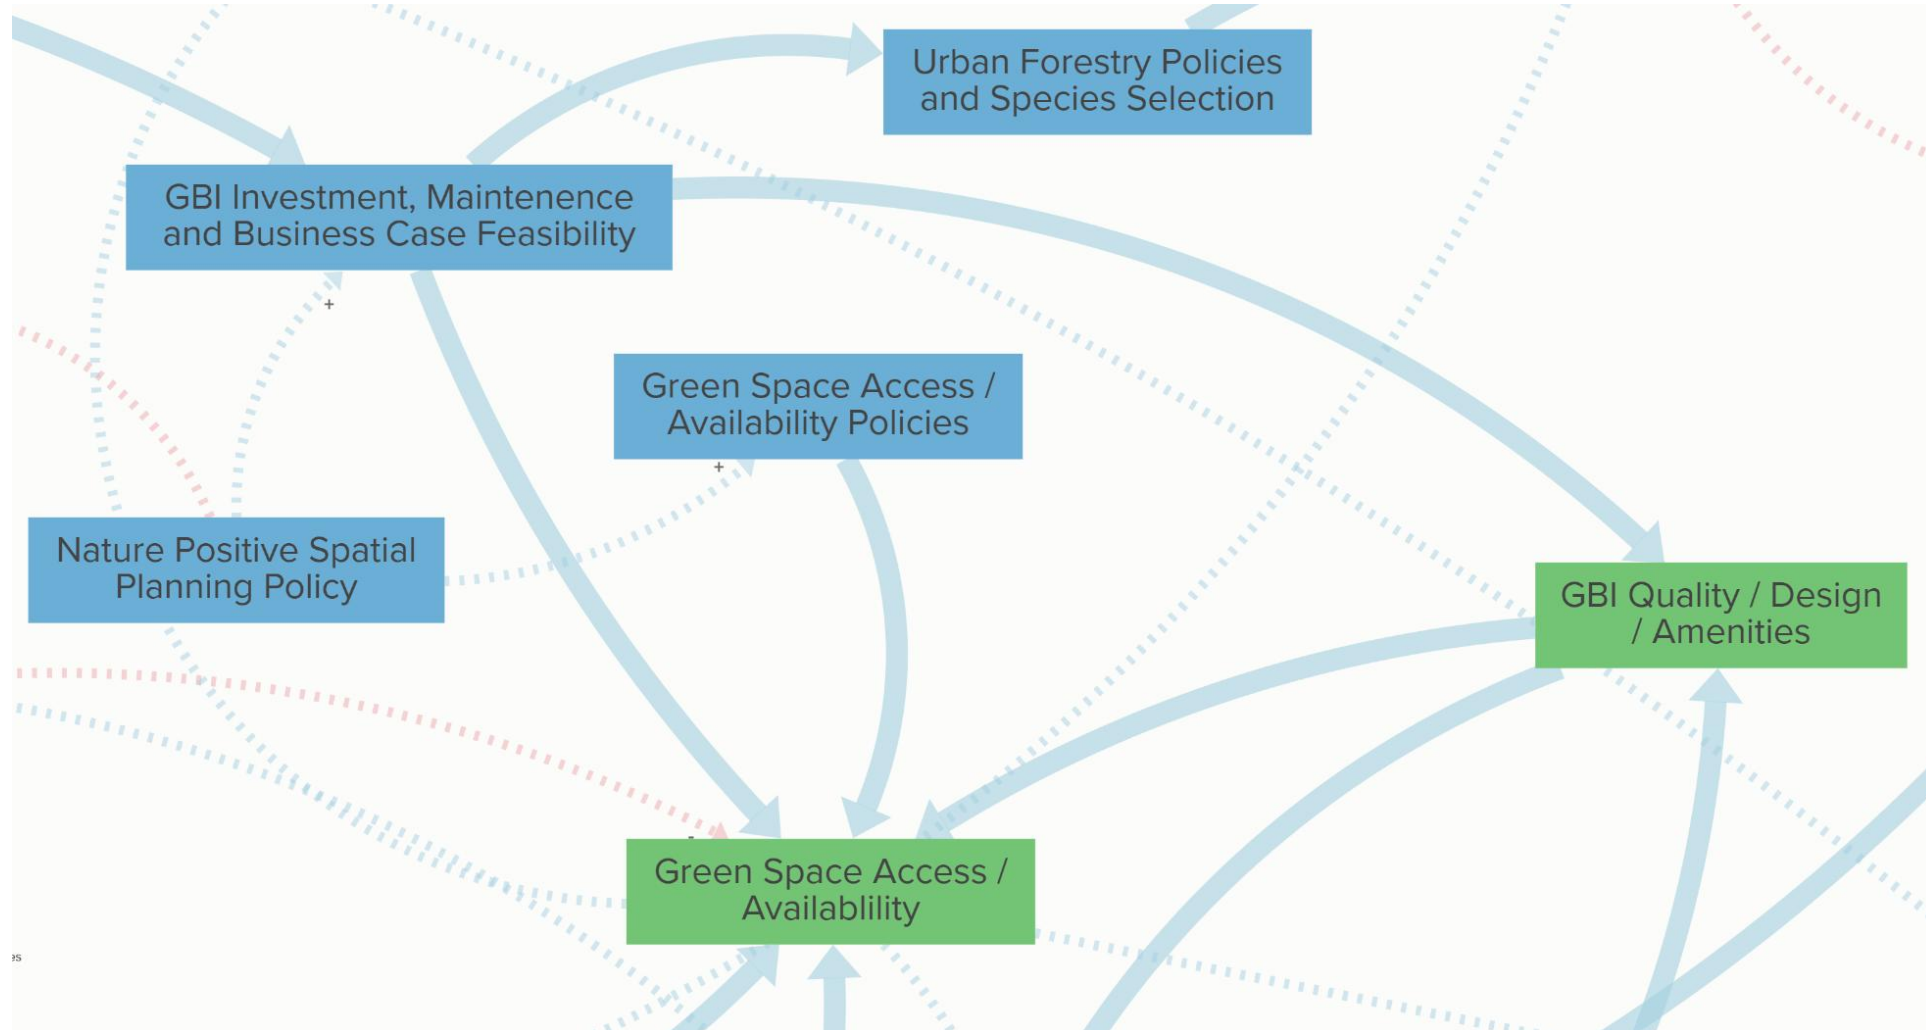 Urban Forestry Policies
and Species Selection
GBI Investment, Maintenence
and Business Case Feasibility
+
Green Space Access /
Availability Policies
+
Nature Positive Spatial
Planning Policy
GBI Quality / Design
/ Amenities
-
Green Space Access /
Availablility
es